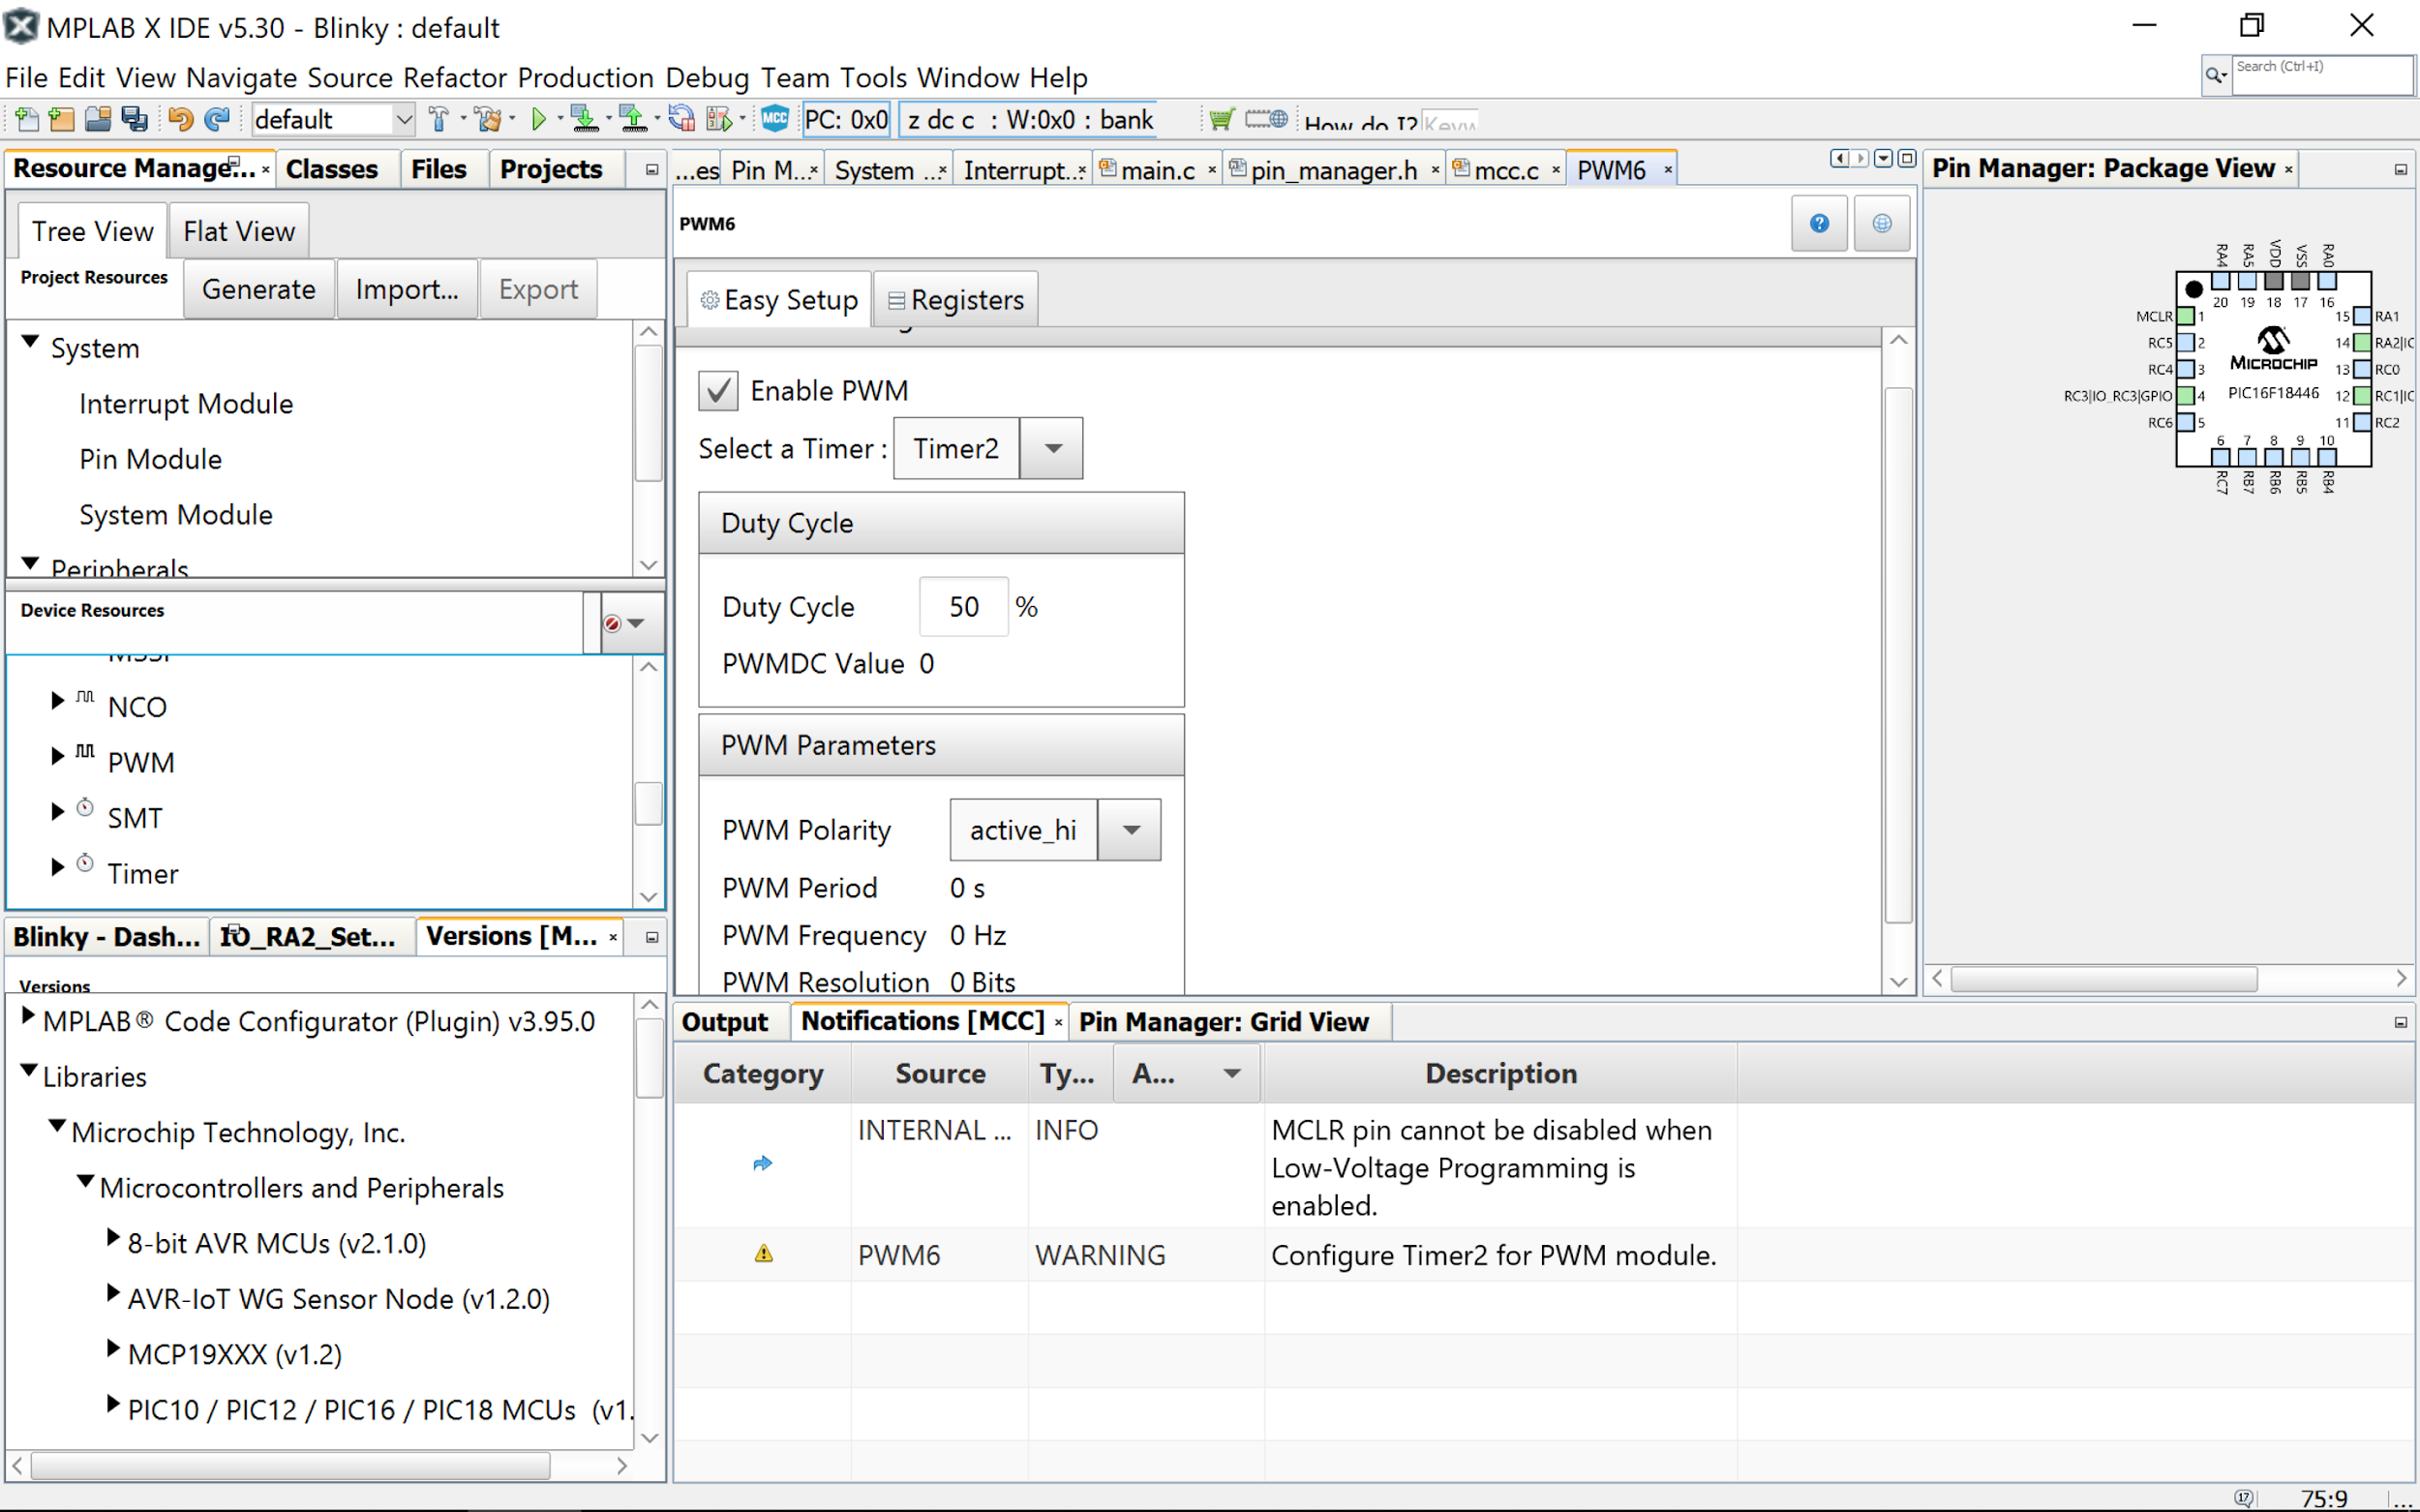 MPLAB X IDE v5.30 - Blinky : default
File Edit View Navigate Source Refactor Production Debug Team Tools Window Help
Search (Ctrl+I)
default
MCC
PC: 0x0
z dc c : W:0x0 : bank
How do I?
Resource Manage...
Classes
Files
Projects
Tree View
Flat View
Project Resources
Generate
Import...
Export
System
Interrupt Module
Pin Module
System Module
Peripherals
Device Resources
NCO
PWM
SMT
Timer
Blinky - Dash...
IO_RA2_Set...
Versions [M...
Versions
MPLAB® Code Configurator (Plugin) v3.95.0
Libraries
Microchip Technology, Inc.
Microcontrollers and Peripherals
8-bit AVR MCUs (v2.1.0)
AVR-IoT WG Sensor Node (v1.2.0)
MCP19XXX (v1.2)
PIC10 / PIC12 / PIC16 / PIC18 MCUs (v1.
...es
Pin M...
System ...
Interrupt...
main.c
pin_manager.h
mcc.c
PWM6
PWM6
Easy Setup
Registers
Enable PWM
Select a Timer : Timer2
Duty Cycle
Duty Cycle 50 %
PWMDC Value 0
PWM Parameters
PWM Polarity active_hi
PWM Period 0 s
PWM Frequency 0 Hz
PWM Resolution 0 Bits
Pin Manager: Package View
RA4 RA5 VDD VSS RA0
20 19 18 17 16
MCLR 1 15 RA1
RC5 2 14 RA2|IO
RC4 3 13 RC0
RC3|IO_RC3|GPIO 4 12 RC1|IO
RC6 5 11 RC2
MICROCHIP
PIC16F18446
6 7 8 9 10
RC7 RB7 RB6 RB5 RB4
Output
Notifications [MCC]
Pin Manager: Grid View
Category Source Ty... A... Description
INTERNAL ... INFO MCLR pin cannot be disabled when
Low-Voltage Programming is
enabled.
PWM6 WARNING Configure Timer2 for PWM module.
17
75:9
...